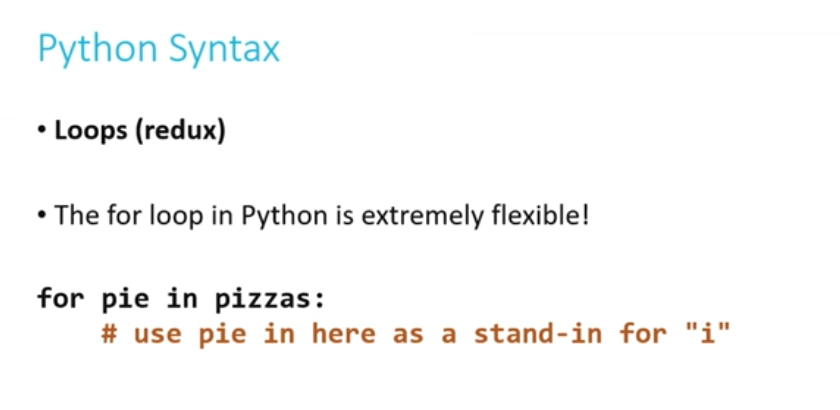 Python Syntax
• Loops (redux)
• The for loop in Python is extremely flexible!
for pie in pizzas:
    # use pie in here as a stand-in for "i"